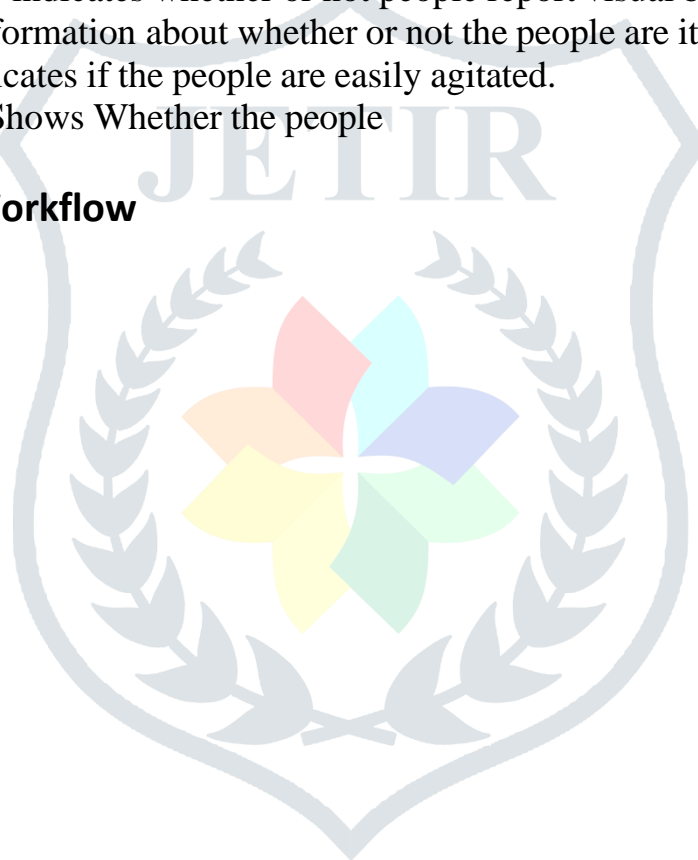 indicates whether or not people report visual
formation about whether or not the people are it
icates if the people are easily agitated.
Shows Whether the people
JETIR
orkflow